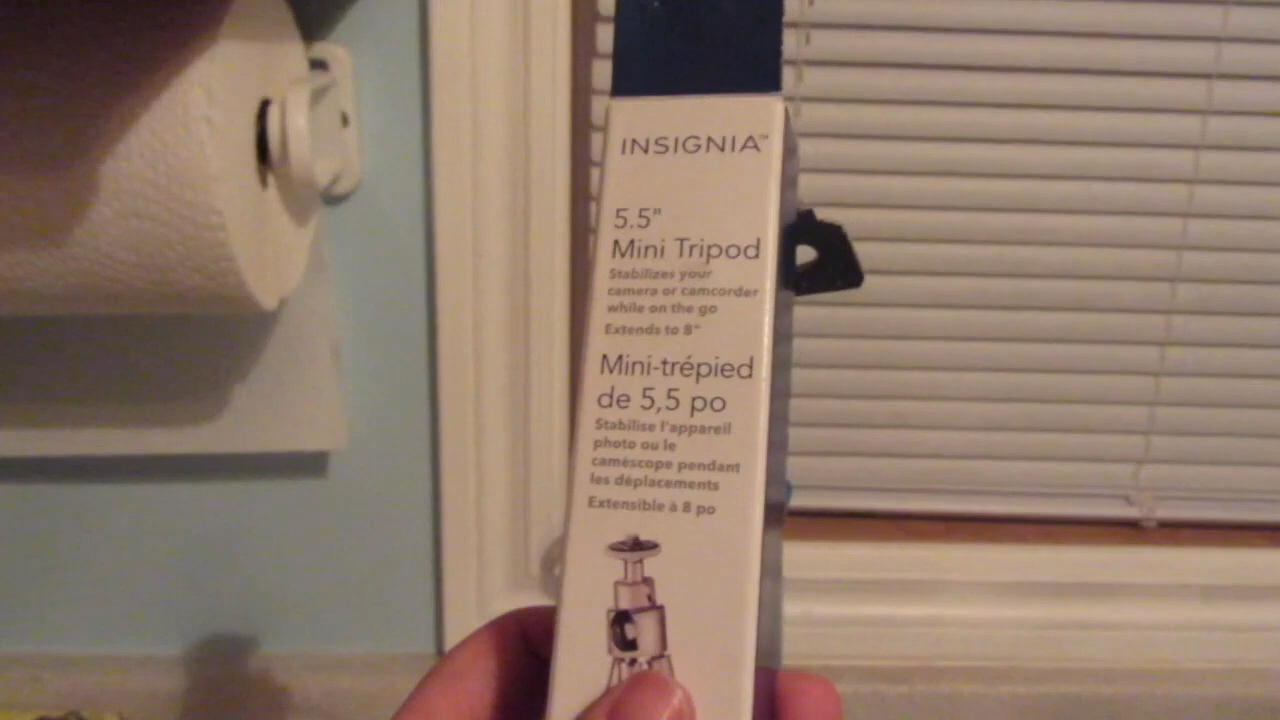 INSIGNIA™
5.5"
Mini Tripod
Stabilizes your
camera or camcorder
while on the go
Extends to 8"
Mini-trépied
de 5,5 po
Stabilise l'appareil
photo ou le
caméscope pendant
les déplacements
Extensible à 8 po